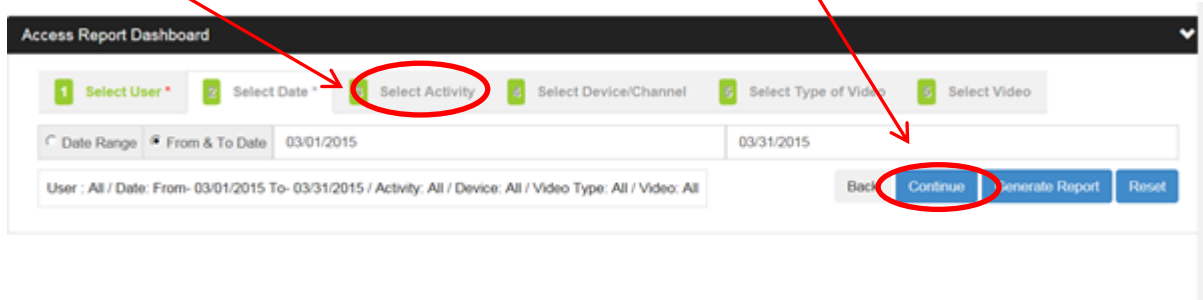 Access Report Dashboard
1 Select User * 2 Select Date * 3 Select Activity 4 Select Device/Channel 5 Select Type of Video Select Video
Date Range From & To Date 03/01/2015 03/31/2015
User : All / Date: From- 03/01/2015 To- 03/31/2015 / Activity: All / Device: All / Video Type: All / Video: All Back Continue Generate Report Reset